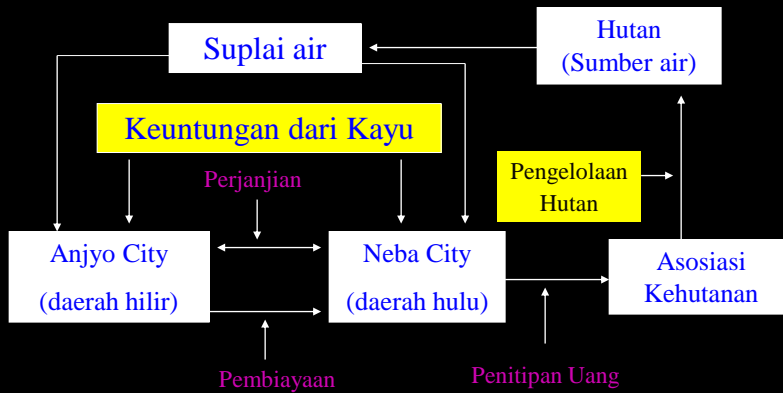 Suplai air
Hutan
(Sumber air)
Keuntungan dari Kayu
Perjanjian
Pengelolaan
Hutan
Anjyo City
(daerah hilir)
Neba City
(daerah hulu)
Asosiasi
Kehutanan
Pembiayaan
Penitipan Uang